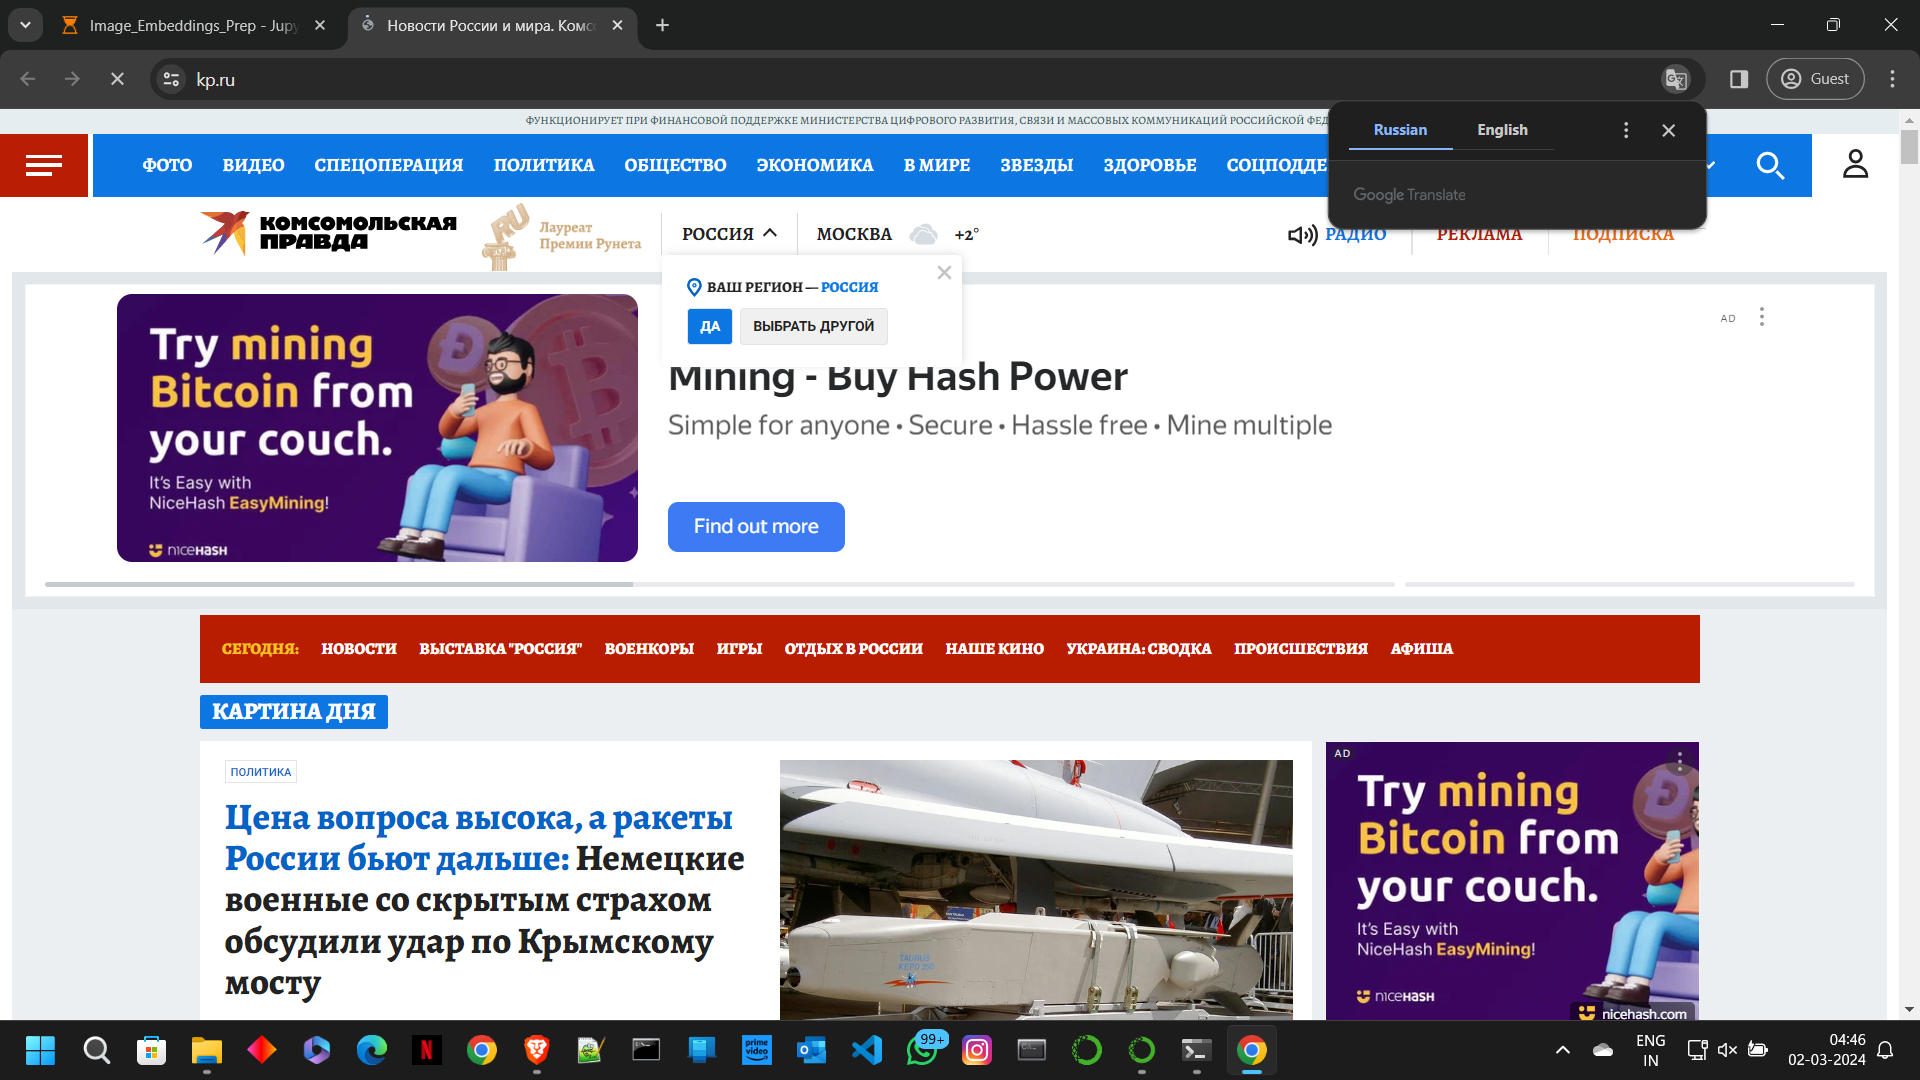 Image_Embeddings_Prep - Jupy
Новости России и мира. Комс
kp.ru
Guest
ФУНКЦИОНИРУЕТ ПРИ ФИНАНСОВОЙ ПОДДЕРЖКЕ МИНИСТЕРСТВА ЦИФРОВОГО РАЗВИТИЯ, СВЯЗИ И МАССОВЫХ КОММУНИКАЦИЙ РОССИЙСКОЙ ФЕД
Russian English
Google Translate
ФОТО ВИДЕО СПЕЦОПЕРАЦИЯ ПОЛИТИКА ОБЩЕСТВО ЭКОНОМИКА В МИРЕ ЗВЕЗДЫ ЗДОРОВЬЕ СОЦПОДДЕ
КОМСОМОЛЬСКАЯ
ПРАВДА
RU
Лауреат
Премии Рунета
РОССИЯ МОСКВА +2°
РАДИО РЕКЛАМА ПОДПИСКА
ВАШ РЕГИОН — РОССИЯ
ДА ВЫБРАТЬ ДРУГОЙ
AD
Try mining
Bitcoin from
your couch.
It's Easy with
NiceHash EasyMining!
NICEHASH
Mining - Buy Hash Power
Simple for anyone • Secure • Hassle free • Mine multiple
Find out more
СЕГОДНЯ: НОВОСТИ ВЫСТАВКА "РОССИЯ" ВОЕНКОРЫ ИГРЫ ОТДЫХ В РОССИИ НАШЕ КИНО УКРАИНА: СВОДКА ПРОИСШЕСТВИЯ АФИША
КАРТИНА ДНЯ
ПОЛИТИКА
Цена вопроса высока, а ракеты
России бьют дальше: Немецкие
военные со скрытым страхом
обсудили удар по Крымскому
мосту
TAURUS
KEPD 350
AD
Try mining
Bitcoin from
your couch.
It's Easy with
NiceHash EasyMining!
NICEHASH
nicehash.com
prime
video
99+
ENG
IN
04:46
02-03-2024